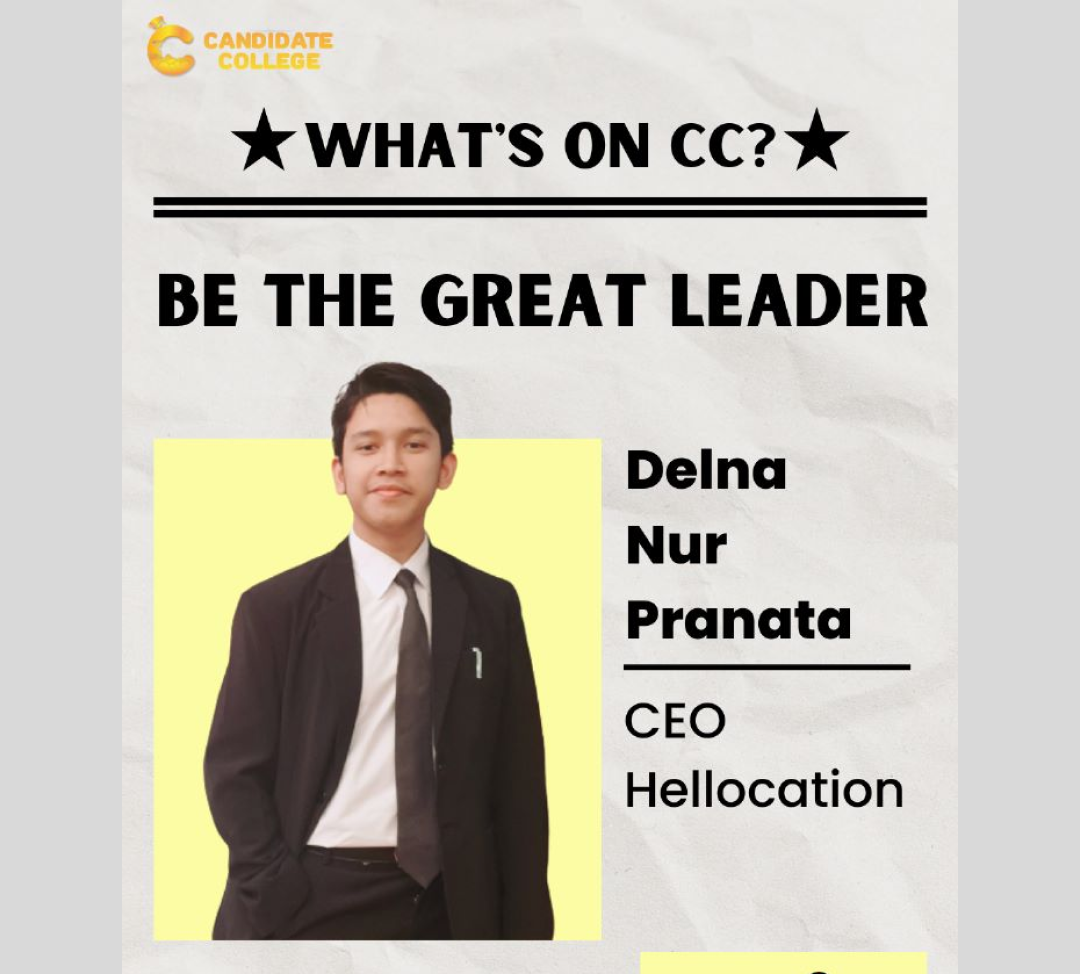 CANDIDATE
COLLEGE
★WHAT'S ON CC?★
BE THE GREAT LEADER
Delna
Nur
Pranata
CEO
Hellocation